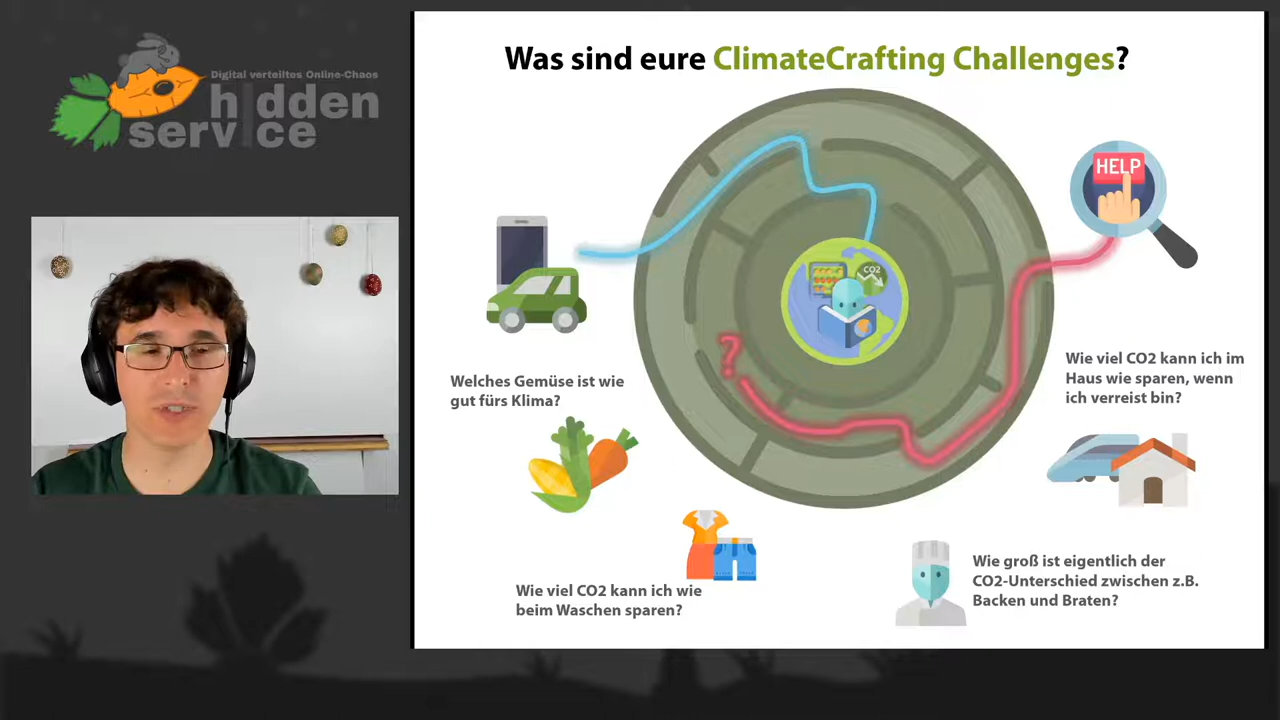 Digital verteiltes Online-Chaos
hidden
service
Was sind eure ClimateCrafting Challenges?
HELP
CO2
?
Welches Gemüse ist wie
gut fürs Klima?
Wie viel CO2 kann ich im
Haus wie sparen, wenn
ich verreist bin?
Wie viel CO2 kann ich wie
beim Waschen sparen?
Wie groß ist eigentlich der
CO2-Unterschied zwischen z.B.
Backen und Braten?